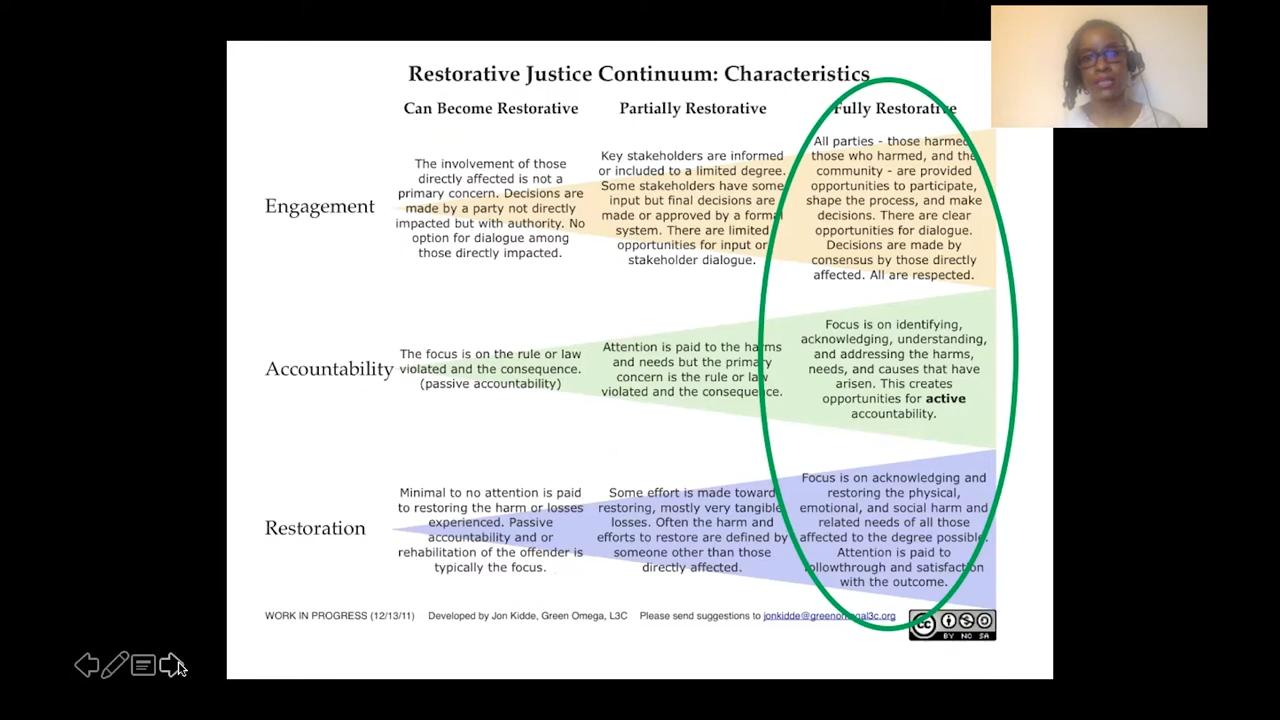 Restorative Justice Continuum: Characteristics
Can Become Restorative
Partially Restorative
Fully Restorative
Engagement
The involvement of those
directly affected is not a
primary concern. Decisions are
made by a party not directly
impacted but with authority. No
option for dialogue among
those directly impacted.
Key stakeholders are informed
or included to a limited degree.
Some stakeholders have some
input but final decisions are
made or approved by a formal
system. There are limited
opportunities for input or
stakeholder dialogue.
All parties - those harmed,
those who harmed, and the
community - are provided
opportunities to participate,
shape the process, and make
decisions. There are clear
opportunities for dialogue.
Decisions are made by
consensus by those directly
affected. All are respected.
Accountability
The focus is on the rule or law
violated and the consequence.
(passive accountability)
Attention is paid to the harms
and needs but the primary
concern is the rule or law
violated and the consequence.
Focus is on identifying,
acknowledging, understanding,
and addressing the harms,
needs, and causes that have
arisen. This creates
opportunities for active
accountability.
Restoration
Minimal to no attention is paid
to restoring the harm or losses
experienced. Passive
accountability and or
rehabilitation of the offender is
typically the focus.
Some effort is made toward
restoring, mostly very tangible
losses. Often the harm and
efforts to restore are defined by
someone other than those
directly affected.
Focus is on acknowledging and
restoring the physical,
emotional, and social harm and
related needs of all those
affected to the degree possible.
Attention is paid to
followthrough and satisfaction
with the outcome.
WORK IN PROGRESS (12/13/11) Developed by Jon Kidde, Green Omega, L3C Please send suggestions to jonkidde@greenomegal3c.org
cc
BY NC SA